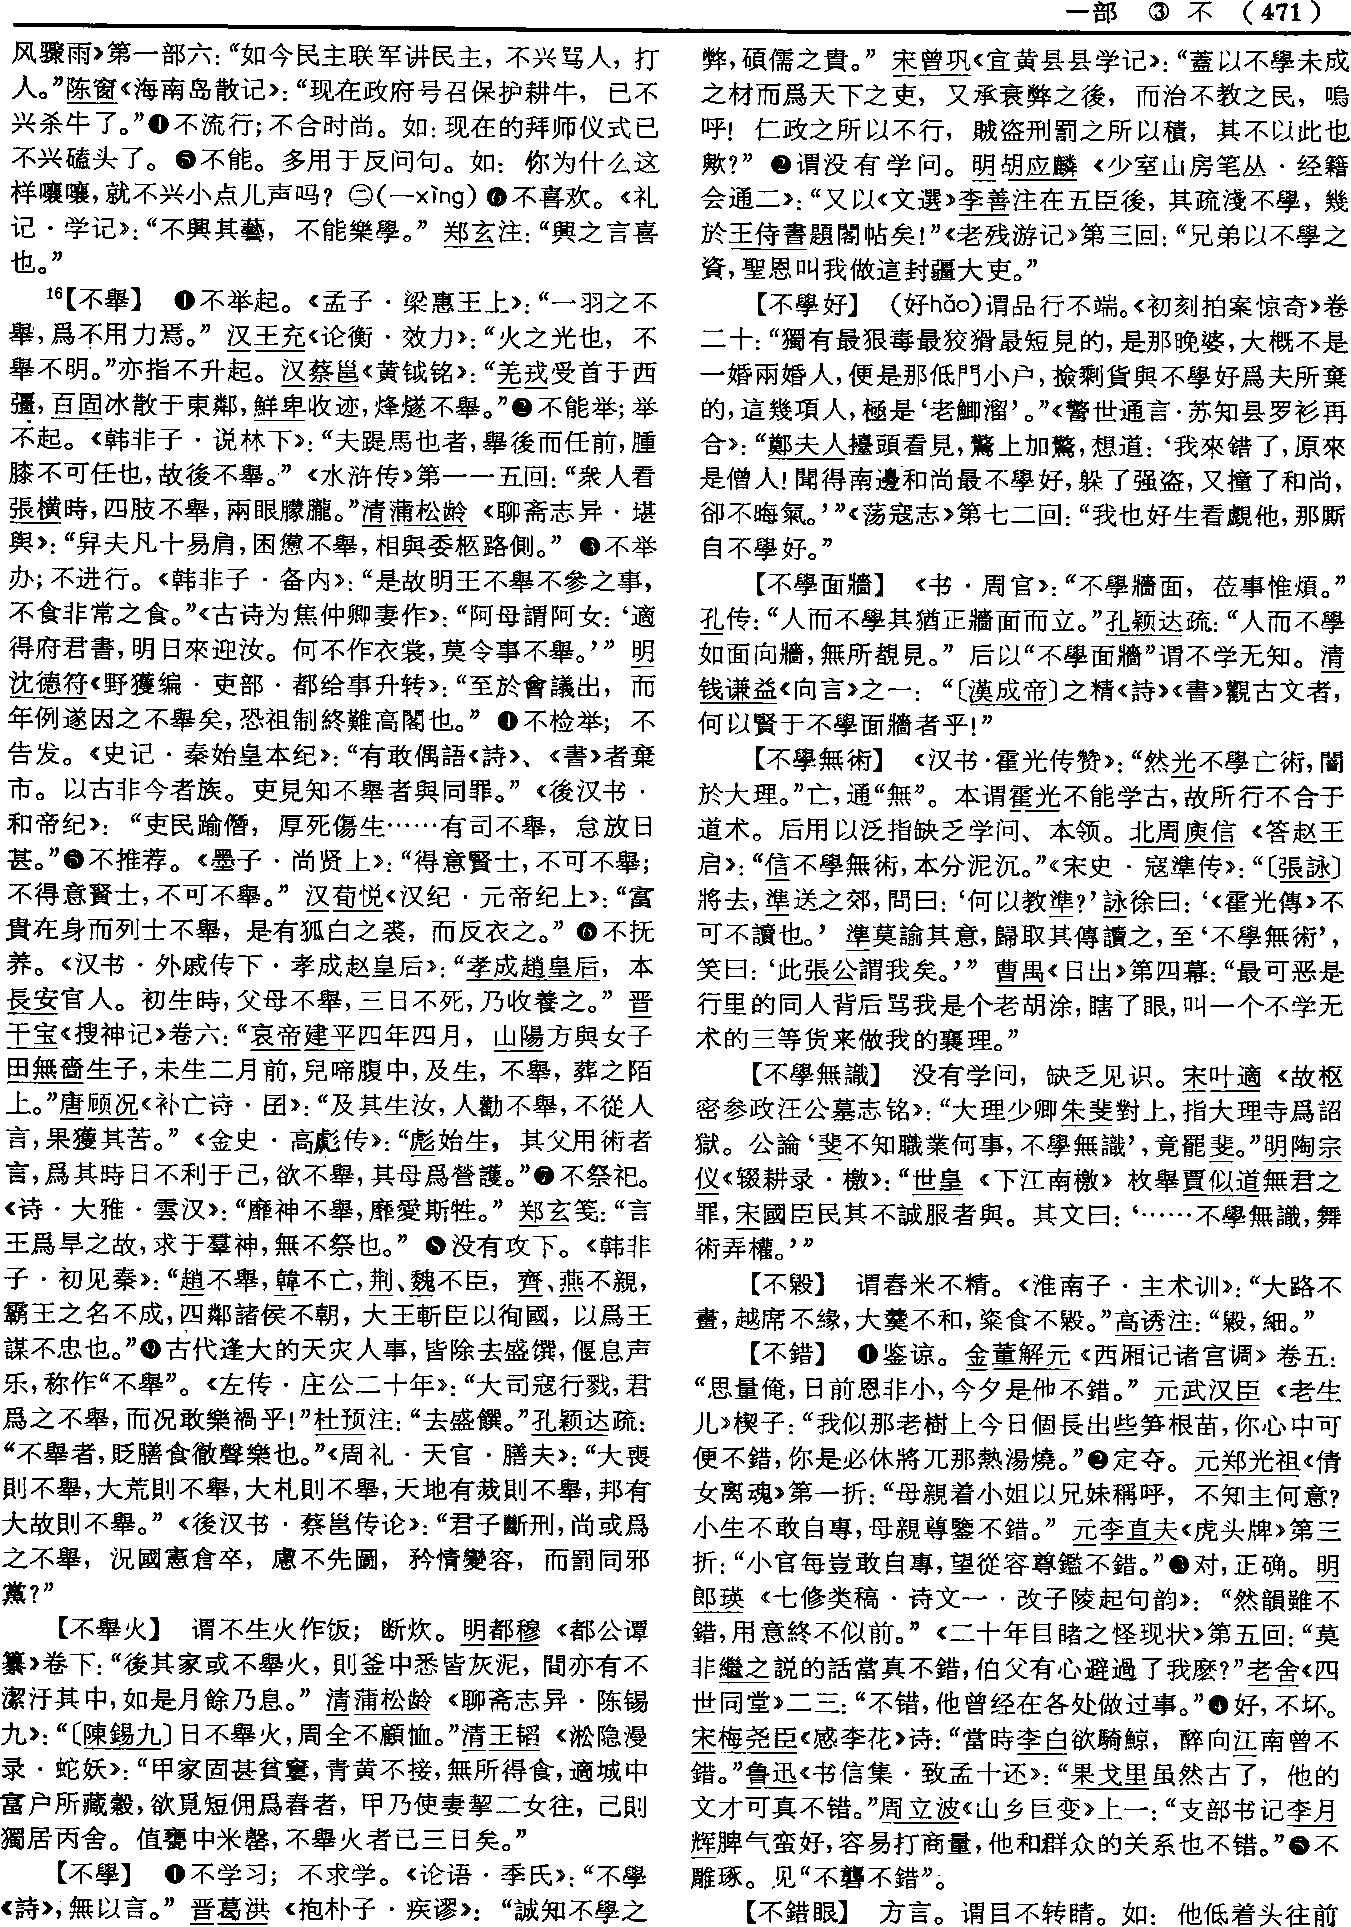 一部 ③ 不 （471）
风骤雨》第一部六：“如今民主联军讲民主，不兴骂人，打
人。”陈窗《海南岛散记》：“现在政府号召保护耕牛，已不
兴杀牛了。”❹不流行；不合时尚。如：现在的拜师仪式已
不兴磕头了。❺不能。多用于反问句。如：你为什么这
样嚷嚷，就不兴小点儿声吗？㊁(—xìng)❻不喜欢。《礼
记·学记》：“不興其藝，不能樂學。”郑玄注：“興之言喜
也。”
16【不舉】 ❶不举起。《孟子·梁惠王上》：“一羽之不
舉，爲不用力焉。”汉王充《论衡·效力》：“火之光也，不
舉不明。”亦指不升起。汉蔡邕《黄钺铭》：“羌戎受首于西
疆，百固冰散于東鄰，鮮卑收迹，烽燧不舉。”❷不能举；举
不起。《韩非子·说林下》：“夫踶馬也者，舉後而任前，腫
膝不可任也，故後不舉。”《水浒传》第一一五回：“衆人看
張横時，四肢不舉，兩眼朦朧。”清蒲松龄《聊斋志异·堪
舆》：“舁夫凡十易肩，困憊不舉，相與委柩路側。”❸不举
办；不进行。《韩非子·备内》：“是故明王不舉不參之事，
不食非常之食。”《古诗为焦仲卿妻作》：“阿母謂阿女：‘適
得府君書，明日來迎汝。何不作衣裳，莫令事不舉。’”明
沈德符《野獲编·吏部·都给事升转》：“至於會議出，而
年例遂因之不舉矣，恐祖制終難高閣也。”❹不检举；不
告发。《史记·秦始皇本纪》：“有敢偶語《詩》、《書》者棄
市。以古非今者族。吏見知不舉者與同罪。”《後汉书·
和帝纪》：“吏民踰僭，厚死傷生……有司不舉，怠放日
甚。”❺不推荐。《墨子·尚贤上》：“得意賢士，不可不舉；
不得意賢士，不可不舉。”汉荀悦《汉纪·元帝纪上》：“富
貴在身而列士不舉，是有狐白之裘，而反衣之。”❻不抚
养。《汉书·外戚传下·孝成赵皇后》：“孝成趙皇后，本
長安宫人。初生時，父母不舉，三日不死，乃收養之。”晋
干宝《搜神记》卷六：“哀帝建平四年四月，山陽方與女子
田無嗇生子，未生二月前，兒啼腹中，及生，不舉，葬之陌
上。”唐顾况《补亡诗·囝》：“及其生汝，人勸不舉，不從人
言，果獲其苦。”《金史·高彪传》：“彪始生，其父用術者
言，爲其時日不利于己，欲不舉，其母爲營護。”❼不祭祀。
《诗·大雅·雲汉》：“靡神不舉，靡愛斯牲。”郑玄笺：“言
王爲旱之故，求于羣神，無不祭也。”❽没有攻下。《韩非
子·初见秦》：“趙不舉，韓不亡，荆、魏不臣，齊、燕不親，
霸王之名不成，四鄰諸侯不朝，大王斬臣以徇國，以爲王
謀不忠也。”❾古代逢大的天灾人事，皆除去盛馔，偃息声
乐，称作“不舉”。《左传·庄公二十年》：“大司寇行戮，君
爲之不舉，而况敢樂禍乎！”杜预注：“去盛饌。”孔颖达疏：
“不舉者，貶膳食徹聲樂也。”《周礼·天官·膳夫》：“大喪
則不舉，大荒則不舉，大札則不舉，天地有烖則不舉，邦有
大故則不舉。”《後汉书·蔡邕传论》：“君子斷刑，尚或爲
之不舉，況國憲倉卒，慮不先圖，矜情變容，而罰同邪
黨？”
【不舉火】 谓不生火作饭；断炊。明都穆《都公谭
纂》卷下：“後其家或不舉火，則釜中悉皆灰泥，間亦有不
潔汙其中，如是月餘乃息。”清蒲松龄《聊斋志异·陈锡
九》：“〔陳錫九〕日不舉火，周全不顧恤。”清王韬《淞隐漫
录·蛇妖》：“甲家固甚貧窶，青黄不接，無所得食，適城中
富户所藏穀，欲覓短佣爲舂者，甲乃使妻挈二女往，己則
獨居丙舍。值甕中米罄，不舉火者已三日矣。”
【不學】 ❶不学习；不求学。《论语·季氏》：“不學
《詩》，無以言。”晋葛洪《抱朴子·疾谬》：“誠知不學之
弊，碩儒之貴。”宋曾巩《宜黄县县学记》：“蓋以不學未成
之材而爲天下之吏，又承衰弊之後，而治不教之民，嗚
呼！仁政之所以不行，賊盗刑罰之所以積，其不以此也
歟？”❷谓没有学问。明胡应麟《少室山房笔丛·经籍
会通二》：“又以《文選》李善注在五臣後，其疏淺不學，幾
於王侍書題閣帖矣！”《老残游记》第三回：“兄弟以不學之
資，聖恩叫我做這封疆大吏。”
【不學好】 （好hǎo）谓品行不端。《初刻拍案惊奇》卷
二十：“獨有最狠毒最狡猾最短見的，是那晚婆，大概不是
一婚兩婚人，便是那低門小户，撿剩貨與不學好爲夫所棄
的，這幾項人，極是‘老鯽溜’。”《警世通言·苏知县罗衫再
合》：“鄭夫人擡頭看見，驚上加驚，想道：‘我來錯了，原來
是僧人！聞得南邊和尚最不學好，躲了强盗，又撞了和尚，
卻不晦氣。’”《荡寇志》第七二回：“我也好生看覷他，那厮
自不學好。”
【不學面牆】 《书·周官》：“不學牆面，莅事惟煩。”
孔传：“人而不學其猶正牆面而立。”孔颖达疏：“人而不學
如面向牆，無所覩見。”后以“不學面牆”谓不学无知。清
钱谦益《向言》之一：“〔漢成帝〕之精《詩》《書》觀古文者，
何以賢于不學面牆者乎！”
【不學無術】 《汉书·霍光传赞》：“然光不學亡術，闇
於大理。”亡，通“無”。本谓霍光不能学古，故所行不合于
道术。后用以泛指缺乏学问、本领。北周庾信《答赵王
启》：“信不學無術，本分泥沉。”《宋史·寇準传》：“〔張詠〕
將去，準送之郊，問曰：‘何以教準？’詠徐曰：‘《霍光傳》不
可不讀也。’準莫諭其意，歸取其傳讀之，至‘不學無術’，
笑曰：‘此張公謂我矣。’”曹禺《日出》第四幕：“最可恶是
行里的同人背后骂我是个老胡涂，瞎了眼，叫一个不学无
术的三等货来做我的襄理。”
【不學無識】 没有学问，缺乏见识。宋叶適《故枢
密参政汪公墓志铭》：“大理少卿朱斐對上，指大理寺爲詔
獄。公論‘斐不知職業何事，不學無識’，竟罷斐。”明陶宗
仪《辍耕录·檄》：“世皇《下江南檄》枚舉賈似道無君之
罪，宋國臣民其不誠服者與。其文曰：‘……不學無識，舞
術弄權。’”
【不毇】 谓舂米不精。《淮南子·主术训》：“大路不
畫，越席不緣，大羹不和，粢食不毇。”高诱注：“毇，細。”
【不錯】 ❶鉴谅。金董解元《西厢记诸宫调》卷五：
“思量俺，日前恩非小，今夕是他不錯。”元武汉臣《老生
儿》楔子：“我似那老樹上今日個長出些笋根苗，你心中可
便不錯，你是必休將兀那熱湯燒。”❷定夺。元郑光祖《倩
女离魂》第一折：“母親着小姐以兄妹稱呼，不知主何意？
小生不敢自專，母親尊鑒不錯。”元李直夫《虎头牌》第三
折：“小官每豈敢自專，望從容尊鑑不錯。”❸对，正确。明
郎瑛《七修类稿·诗文一·改子陵起句韵》：“然韻雖不
錯，用意終不似前。”《二十年目睹之怪现状》第五回：“莫
非繼之説的話當真不錯，伯父有心避過了我麽？”老舍《四
世同堂》二三：“不错，他曾经在各处做过事。”❹好，不坏。
宋梅尧臣《感李花》诗：“當時李白欲騎鯨，醉向江南曾不
錯。”鲁迅《书信集·致孟十还》：“果戈里虽然古了，他的
文才可真不错。”周立波《山乡巨变》上一：“支部书记李月
辉脾气蛮好，容易打商量，他和群众的关系也不错。”❺不
雕琢。见“不礱不錯”。
【不錯眼】 方言。谓目不转睛。如：他低着头往前